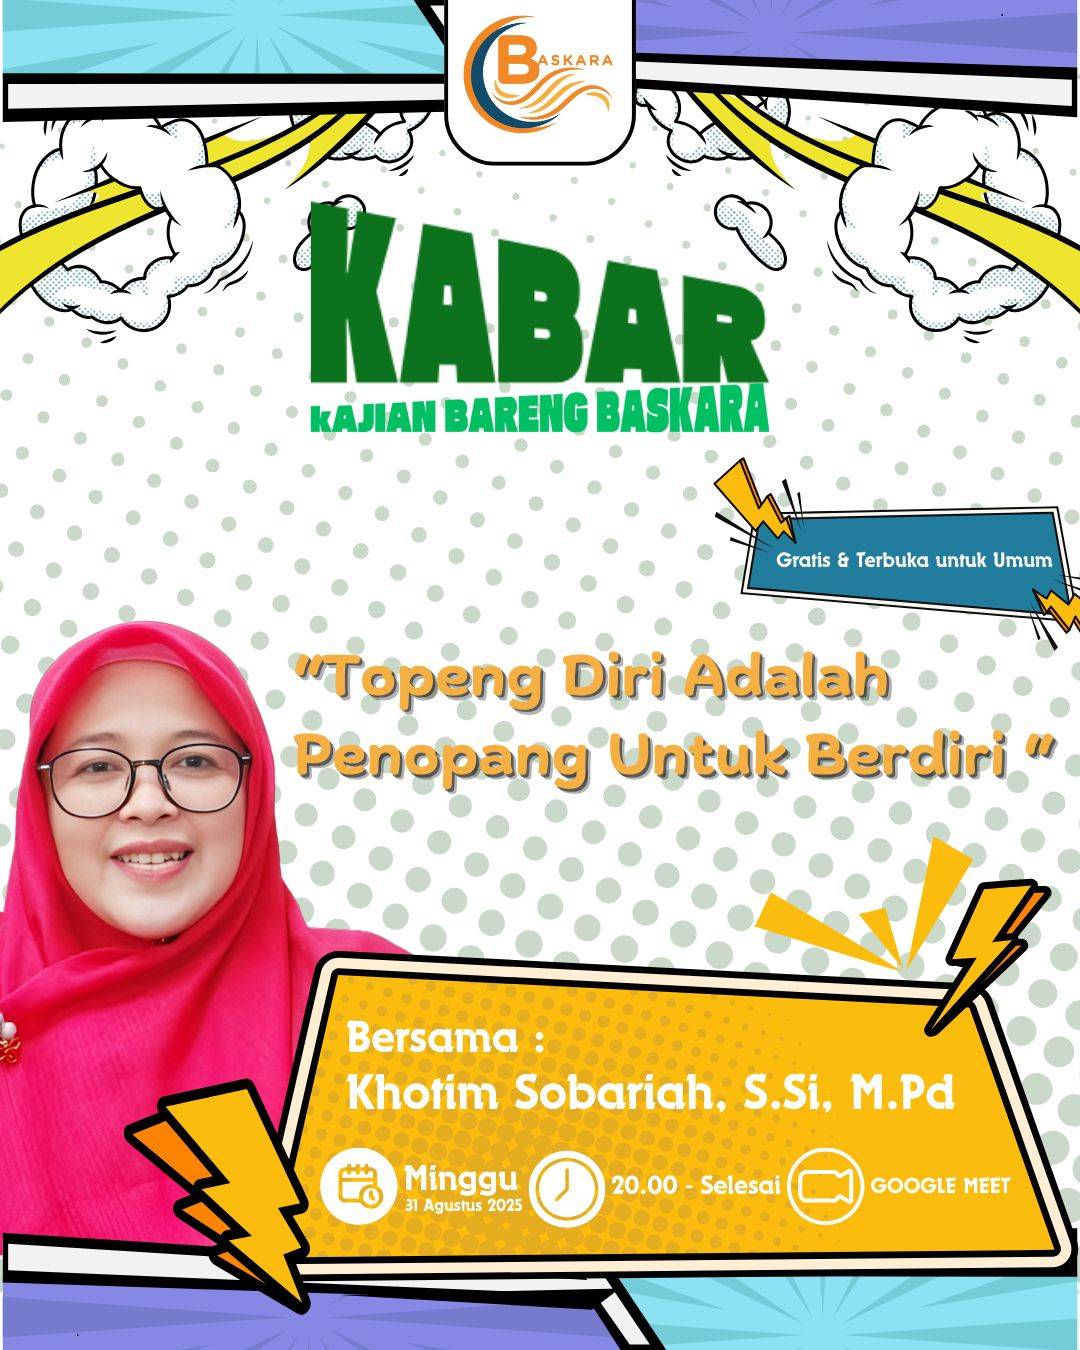 BASKARA
KABAR
kAJIAN BARENG BASKARA
Gratis & Terbuka untuk Umum
"Topeng Diri Adalah
Penopang Untuk Berdiri "
Bersama :
Khotim Sobariah, S.Si, M.Pd
Minggu
31 Agustus 2025
20.00 - Selesai
GOOGLE MEET